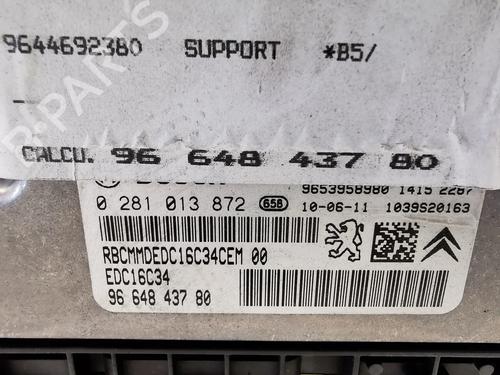 9644692380 SUPPORT *B5/
CALCU. 96 648 437 80
9653958980 1415 2287
0 281 013 872 658 10-06-11 1039S20163
RBCMMDEDC16C34CEM 00
EDC16C34
96 648 437 80